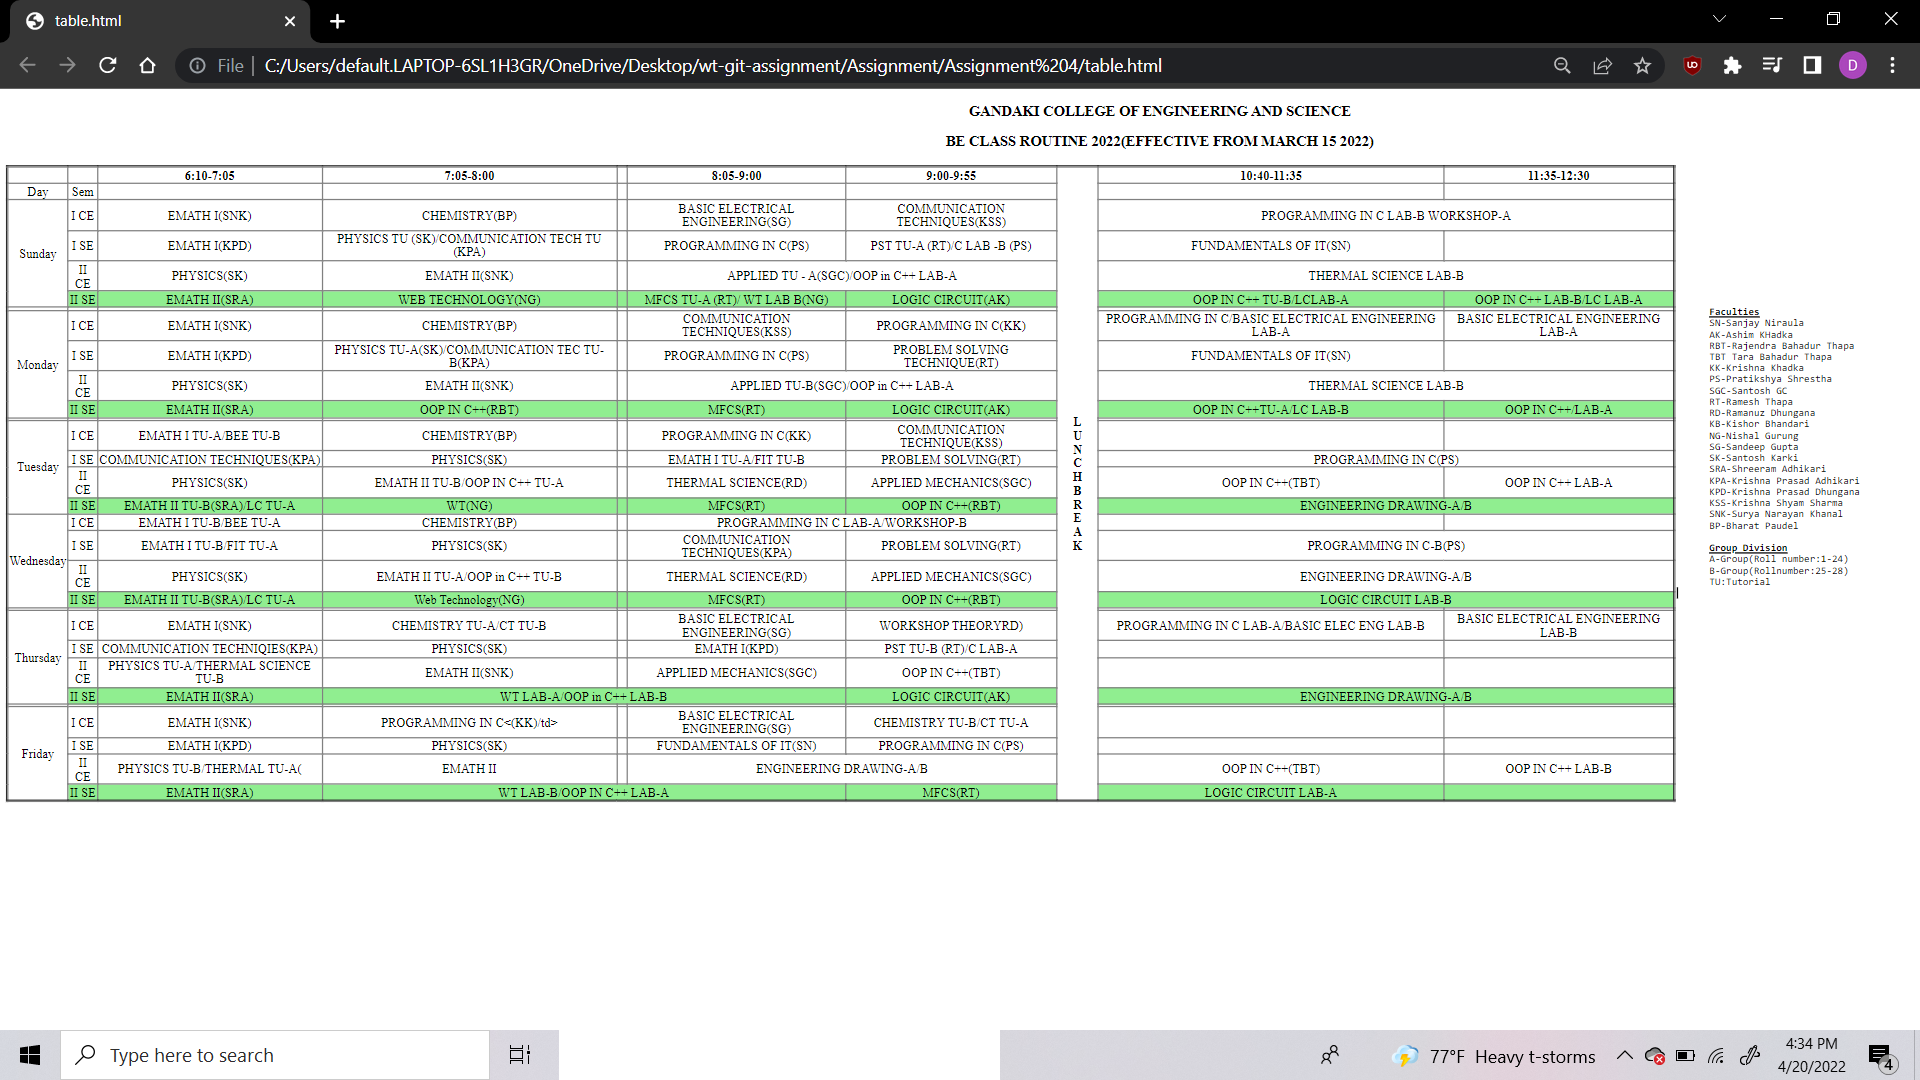 table.html
File
C:/Users/default.LAPTOP-6SL1H3GR/OneDrive/Desktop/wt-git-assignment/Assignment/Assignment%204/table.html
D
GANDAKI COLLEGE OF ENGINEERING AND SCIENCE
BE CLASS ROUTINE 2022(EFFECTIVE FROM MARCH 15 2022)
6:10-7:05 7:05-8:00 8:05-9:00 9:00-9:55 10:40-11:35 11:35-12:30
Day Sem
LUNCHBREAK
Sunday
I CE EMATH I(SNK) CHEMISTRY(BP) BASIC ELECTRICAL ENGINEERING(SG) COMMUNICATION TECHNIQUES(KSS) PROGRAMMING IN C LAB-B WORKSHOP-A
I SE EMATH I(KPD) PHYSICS TU (SK)/COMMUNICATION TECH TU (KPA) PROGRAMMING IN C(PS) PST TU-A (RT)/C LAB -B (PS) FUNDAMENTALS OF IT(SN)
II CE PHYSICS(SK) EMATH II(SNK) APPLIED TU - A(SGC)/OOP in C++ LAB-A THERMAL SCIENCE LAB-B
II SE EMATH II(SRA) WEB TECHNOLOGY(NG) MFCS TU-A (RT)/ WT LAB B(NG) LOGIC CIRCUIT(AK) OOP IN C++ TU-B/LCLAB-A OOP IN C++ LAB-B/LC LAB-A
Monday
I CE EMATH I(SNK) CHEMISTRY(BP) COMMUNICATION TECHNIQUES(KSS) PROGRAMMING IN C(KK) PROGRAMMING IN C/BASIC ELECTRICAL ENGINEERING LAB-A BASIC ELECTRICAL ENGINEERING LAB-A
I SE EMATH I(KPD) PHYSICS TU-A(SK)/COMMUNICATION TEC TU-B(KPA) PROGRAMMING IN C(PS) PROBLEM SOLVING TECHNIQUE(RT) FUNDAMENTALS OF IT(SN)
II CE PHYSICS(SK) EMATH II(SNK) APPLIED TU-B(SGC)/OOP in C++ LAB-A THERMAL SCIENCE LAB-B
II SE EMATH II(SRA) OOP IN C++(RBT) MFCS(RT) LOGIC CIRCUIT(AK) OOP IN C++TU-A/LC LAB-B OOP IN C++/LAB-A
Tuesday
I CE EMATH I TU-A/BEE TU-B CHEMISTRY(BP) PROGRAMMING IN C(KK) COMMUNICATION TECHNIQUE(KSS)
I SE COMMUNICATION TECHNIQUES(KPA) PHYSICS(SK) EMATH I TU-A/FIT TU-B PROBLEM SOLVING(RT) PROGRAMMING IN C(PS)
II CE PHYSICS(SK) EMATH II TU-B/OOP IN C++ TU-A THERMAL SCIENCE(RD) APPLIED MECHANICS(SGC) OOP IN C++(TBT) OOP IN C++ LAB-A
II SE EMATH II TU-B(SRA)/LC TU-A WT(NG) MFCS(RT) OOP IN C++(RBT) ENGINEERING DRAWING-A/B
Wednesday
I CE EMATH I TU-B/BEE TU-A CHEMISTRY(BP) PROGRAMMING IN C LAB-A/WORKSHOP-B
I SE EMATH I TU-B/FIT TU-A PHYSICS(SK) COMMUNICATION TECHNIQUES(KPA) PROBLEM SOLVING(RT) PROGRAMMING IN C-B(PS)
II CE PHYSICS(SK) EMATH II TU-A/OOP in C++ TU-B THERMAL SCIENCE(RD) APPLIED MECHANICS(SGC) ENGINEERING DRAWING-A/B
II SE EMATH II TU-B(SRA)/LC TU-A Web Technology(NG) MFCS(RT) OOP IN C++(RBT) LOGIC CIRCUIT LAB-B
Thursday
I CE EMATH I(SNK) CHEMISTRY TU-A/CT TU-B BASIC ELECTRICAL ENGINEERING(SG) WORKSHOP THEORYRD) PROGRAMMING IN C LAB-A/BASIC ELEC ENG LAB-B BASIC ELECTRICAL ENGINEERING LAB-B
I SE COMMUNICATION TECHNIQIES(KPA) PHYSICS(SK) EMATH I(KPD) PST TU-B (RT)/C LAB-A
II CE PHYSICS TU-A/THERMAL SCIENCE TU-B EMATH II(SNK) APPLIED MECHANICS(SGC) OOP IN C++(TBT)
II SE EMATH II(SRA) WT LAB-A/OOP in C++ LAB-B LOGIC CIRCUIT(AK) ENGINEERING DRAWING-A/B
Friday
I CE EMATH I(SNK) PROGRAMMING IN C<(KK)/td> BASIC ELECTRICAL ENGINEERING(SG) CHEMISTRY TU-B/CT TU-A
I SE EMATH I(KPD) PHYSICS(SK) FUNDAMENTALS OF IT(SN) PROGRAMMING IN C(PS)
II CE PHYSICS TU-B/THERMAL TU-A( EMATH II ENGINEERING DRAWING-A/B OOP IN C++(TBT) OOP IN C++ LAB-B
II SE EMATH II(SRA) WT LAB-B/OOP IN C++ LAB-A MFCS(RT) LOGIC CIRCUIT LAB-A
Faculties
SN-Sanjay Niraula
AK-Ashim KHadka
RBT-Rajendra Bahadur Thapa
TBT Tara Bahadur Thapa
KK-Krishna Khadka
PS-Pratikshya Shrestha
SGC-Santosh GC
RT-Ramesh Thapa
RD-Ramanuz Dhungana
KB-Kishor Bhandari
NG-Nishal Gurung
SG-Sandeep Gupta
SK-Santosh Karki
SRA-Shreeram Adhikari
KPA-Krishna Prasad Adhikari
KPD-Krishna Prasad Dhungana
KSS-Krishna Shyam Sharma
SNK-Surya Narayan Khanal
BP-Bharat Paudel
Group Division
A-Group(Roll number:1-24)
B-Group(Rollnumber:25-28)
TU:Tutorial
Type here to search
77°F Heavy t-storms
4:34 PM
4/20/2022
4